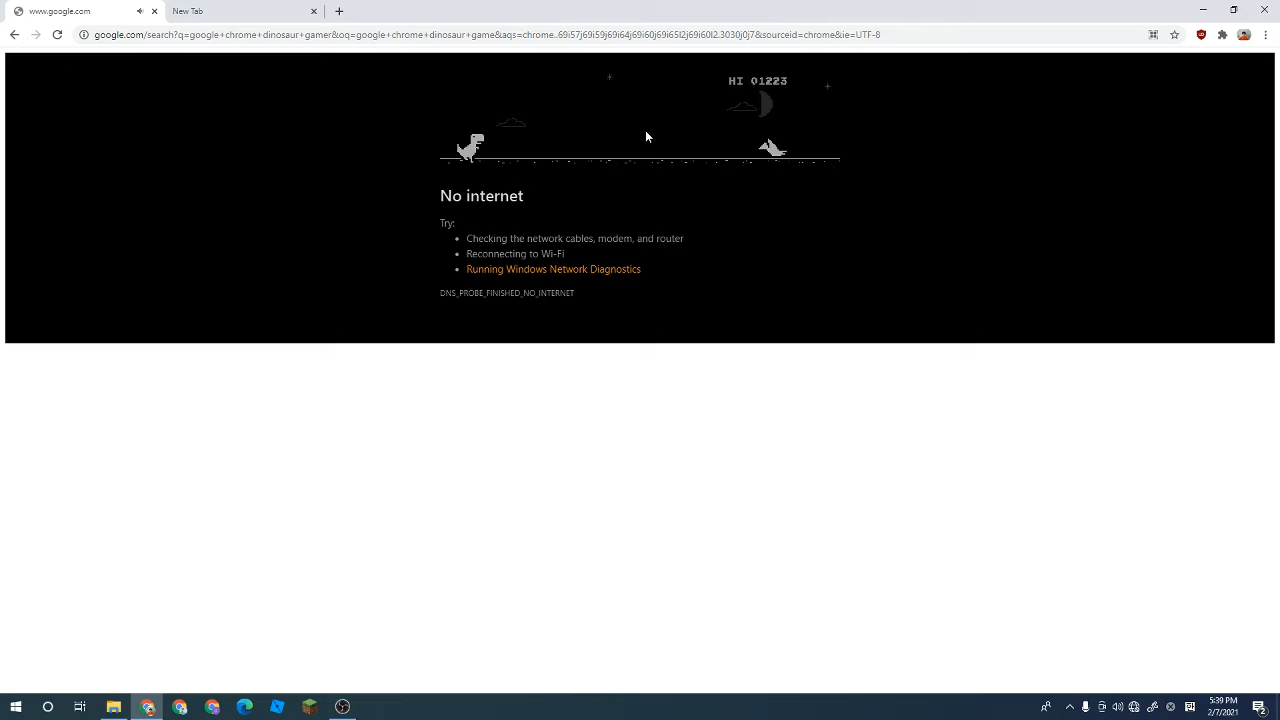 www.google.com
New Tab
google.com/search?q=google+chrome+dinosaur+gamer&oq=google+chrome+dinosaur+gamer&aqs=chrome..69i57j69i59j69i64j69i60j69i65l2j69i60l2.3030j0j7&sourceid=chrome&ie=UTF-8
HI 01223
No internet
Try:
Checking the network cables, modem, and router
Reconnecting to Wi-Fi
Running Windows Network Diagnostics
DNS_PROBE_FINISHED_NO_INTERNET
5:39 PM
2/7/2021